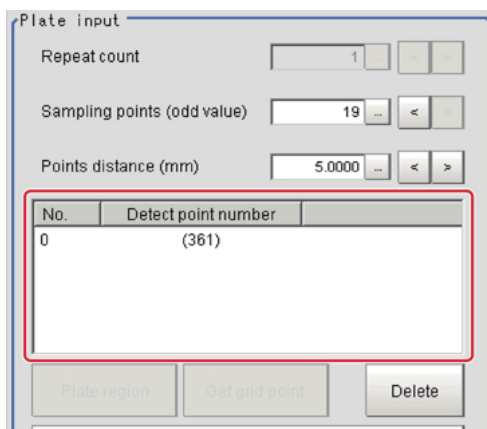 Plate input
Repeat count 1 ... < >
Sampling points (odd value) 19 ... < >
Points distance (mm) 5.0000 ... < >
No. Detect point number
0 (361)
Plate region Get grid point Delete